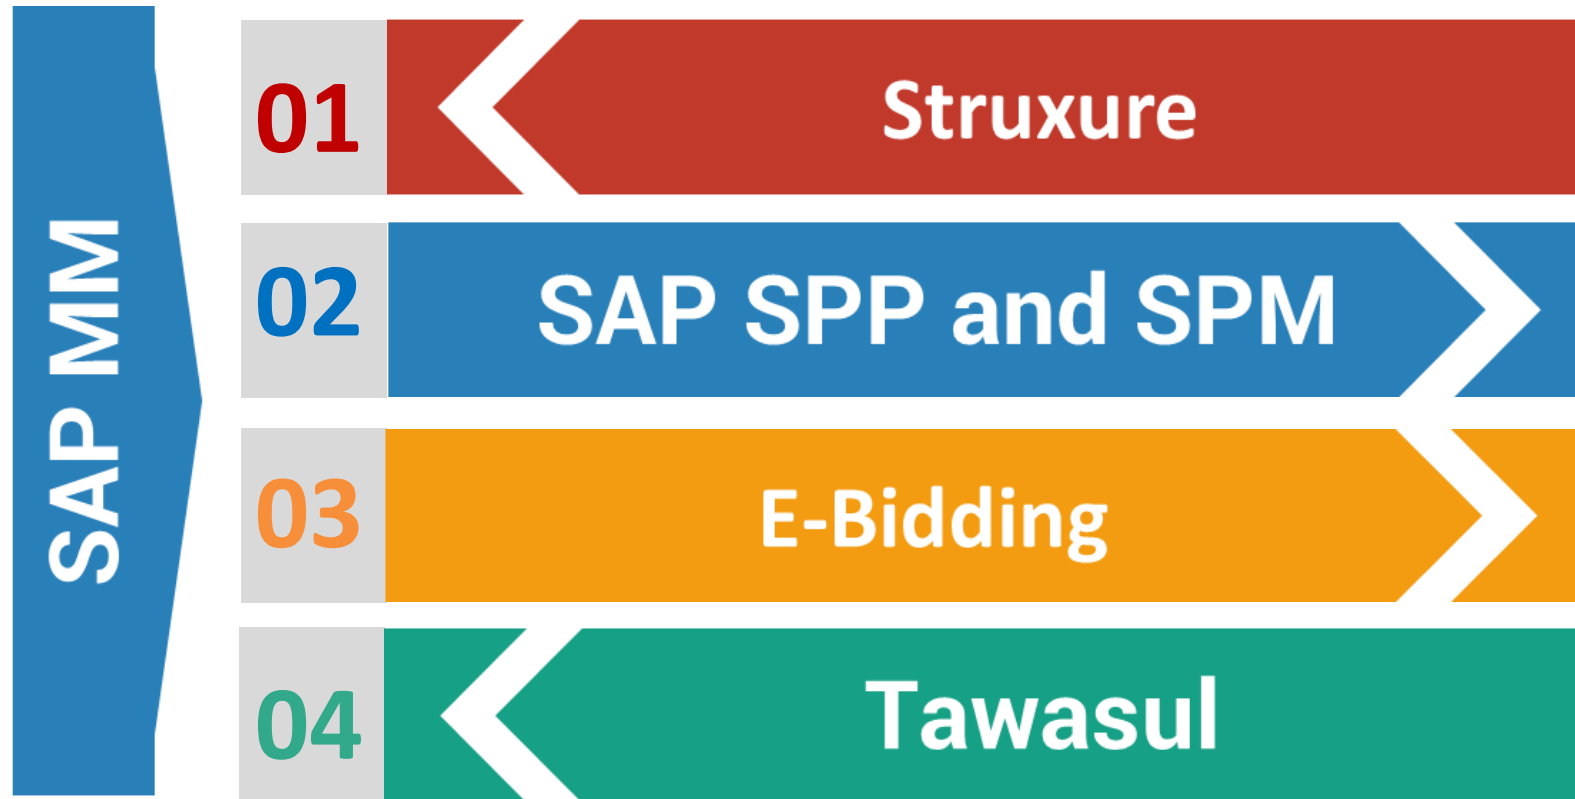 SAP MM
01
Struxure
02
SAP SPP and SPM
03
E-Bidding
04
Tawasul